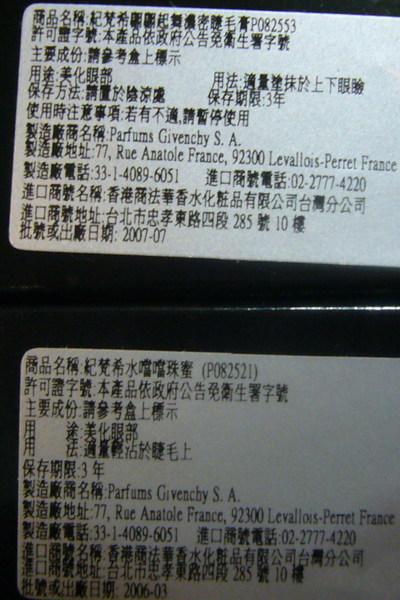 商品名稱:紀梵希翩翩起舞濃密睫毛膏P082553
許可證字號:本產品依政府公告免衛生署字號
主要成份:請參考盒上標示
用途:美化眼部 用法:適量塗抹於上下眼瞼
保存方法:請置於陰涼處 保存期限:3年
使用時注意事項:若有不適,請暫停使用
製造廠商名稱:Parfums Givenchy S. A.
製造廠地址:77, Rue Anatole France, 92300 Levallois-Perret France
製造廠電話:33-1-4089-6051 進口商號電話:02-2777-4220
進口商號名稱:香港商法華香水化粧品有限公司台灣分公司
進口商號地址:台北市忠孝東路四段 285 號 10 樓
批號或出廠日期: 2007-07
商品名稱:紀梵希水噹噹珠蜜 (P082521)
許可證字號:本產品依政府公告免衛生署字號
主要成份:請參考盒上標示
用 途:美化眼部
用 法:適量輕沾於睫毛上
保存期限:3 年
製造廠商名稱:Parfums Givenchy S. A.
製造廠地址:77, Rue Anatole France, 92300 Levallois-Perret France
製造廠電話:33-1-4089-6051 進口商號電話:02-2777-4220
進口商號名稱:香港商法華香水化粧品有限公司台灣分公司
進口商號地址:台北市忠孝東路四段 285 號 10 樓
批號或出廠日期: 2006-03